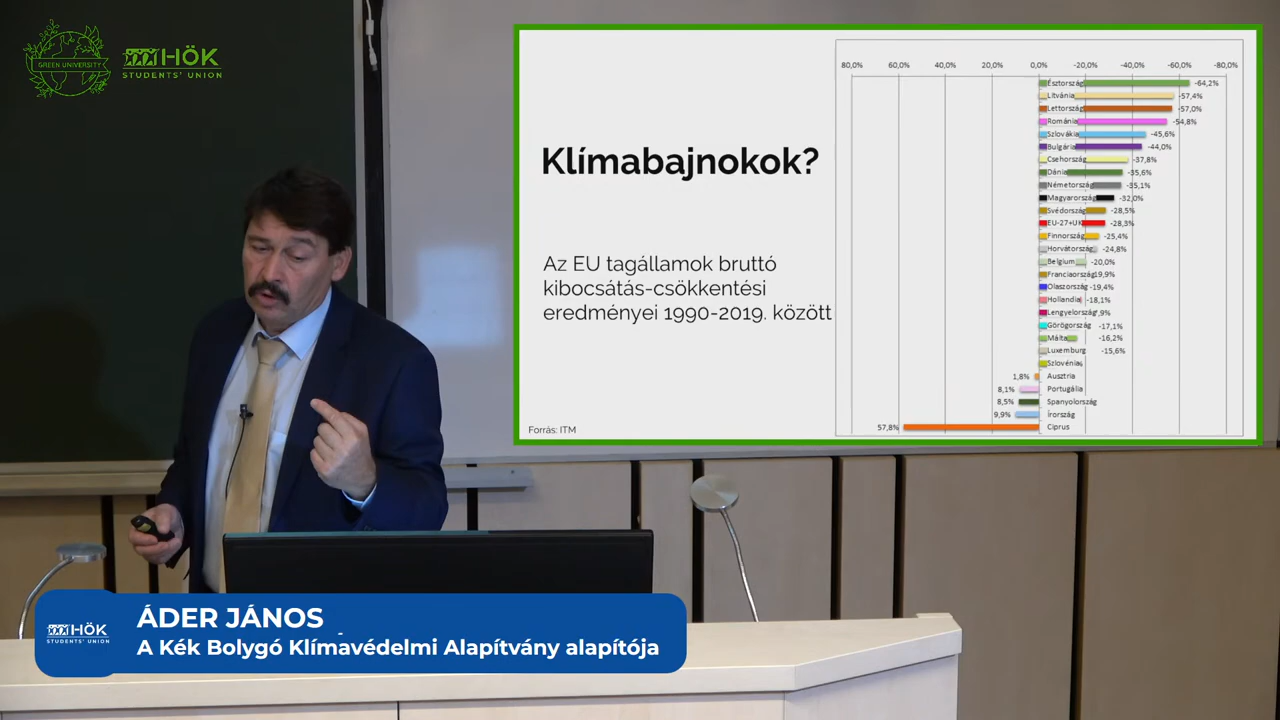 GREEN UNIVERSITY
HÖK
STUDENTS' UNION
Klímabajnokok?
Az EU tagállamok bruttó
kibocsátás-csökkentési
eredményei 1990-2019. között
Forrás: ITM
80,0% 60,0% 40,0% 20,0% 0,0% -20,0% -40,0% -60,0% -80,0%
Észtország -64,2%
Litvánia -57,4%
Lettország -57,0%
Románia -54,8%
Szlovákia -45,6%
Bulgária -44,0%
Csehország -37,8%
Dánia -35,6%
Németország -35,1%
Magyarország -32,0%
Svédország -28,5%
EU-27+UK -28,3%
Finnország -25,4%
Horvátország -24,8%
Belgium -20,0%
Franciaország 19,9%
Olaszország -19,4%
Hollandia -18,1%
Lengyelország ,9%
Görögország -17,1%
Málta -16,2%
Luxemburg -15,6%
Szlovénia
1,8% Ausztria
8,1% Portugália
8,5% Spanyolország
9,9% Írország
57,8% Ciprus
HÖK
STUDENTS' UNION
ÁDER JÁNOS
A Kék Bolygó Klímavédelmi Alapítvány alapítója